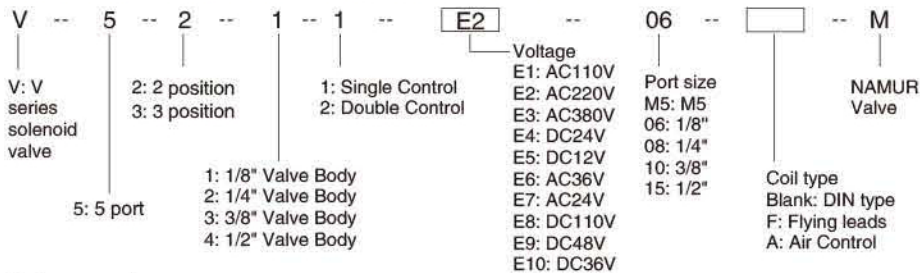 V -- 5 -- 2 -- 1 -- 1 -- E2 -- 06 -- -- M
V: V
series
solenoid
valve
5: 5 port
2: 2 position
3: 3 position
1: 1/8" Valve Body
2: 1/4" Valve Body
3: 3/8" Valve Body
4: 1/2" Valve Body
1: Single Control
2: Double Control
Voltage
E1: AC110V
E2: AC220V
E3: AC380V
E4: DC24V
E5: DC12V
E6: AC36V
E7: AC24V
E8: DC110V
E9: DC48V
E10: DC36V
Port size
M5: M5
06: 1/8"
08: 1/4"
10: 3/8"
15: 1/2"
Coil type
Blank: DIN type
F: Flying leads
A: Air Control
NAMUR
Valve